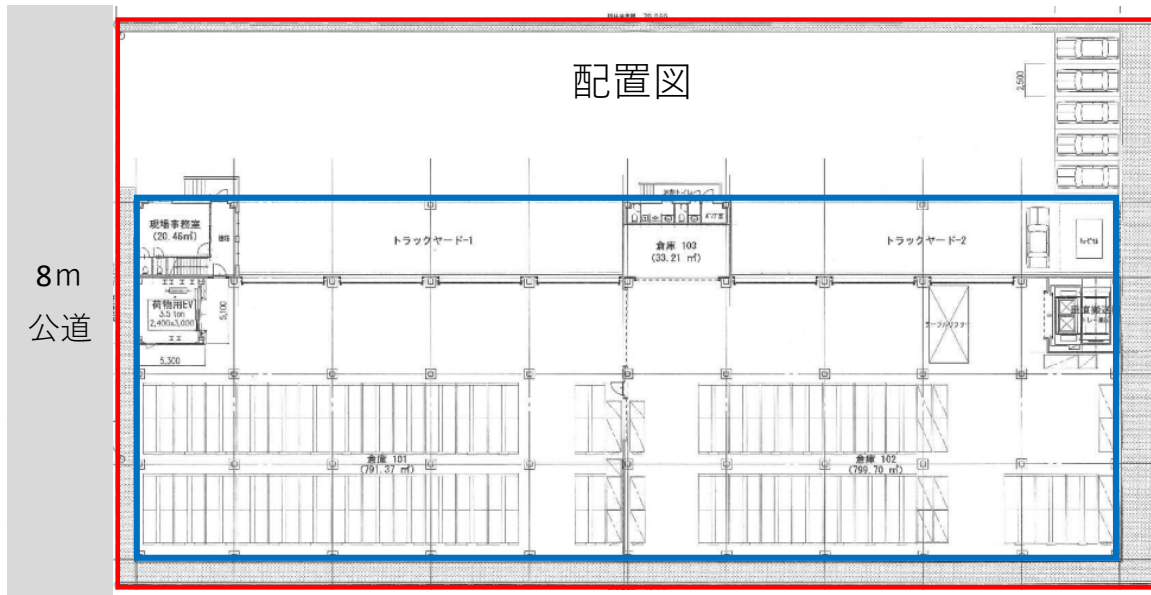 配置図
2,500
現場事務室
(20.46㎡)
倉庫 103
(33.21 ㎡)
トラックヤード-1
トラックヤード-2
8m
公道
荷物用EV
3.5 ton
2,400x3,000
5,100
5,300
倉庫 101
(791.37 ㎡)
倉庫 102
(799.70 ㎡)